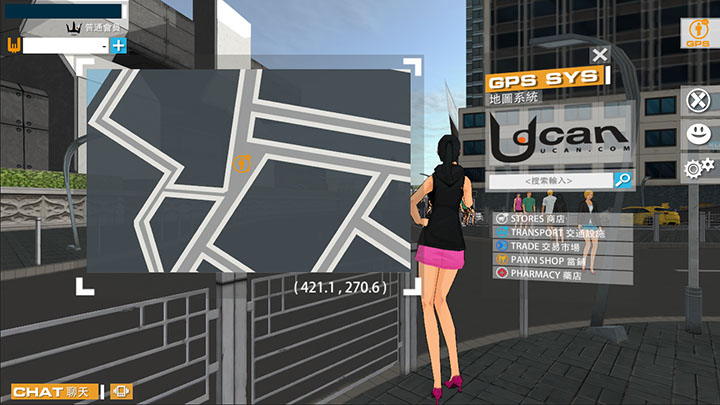 普通會員
-
+
GPS
GPS SYS
地圖系統
Ucan
UCAN.COM
<搜索輸入>
STORES 商店
TRANSPORT 交通設施
TRADE 交易市場
PAWN SHOP 當鋪
PHARMACY 藥店
(421.1 , 270.6)
CHAT 聊天